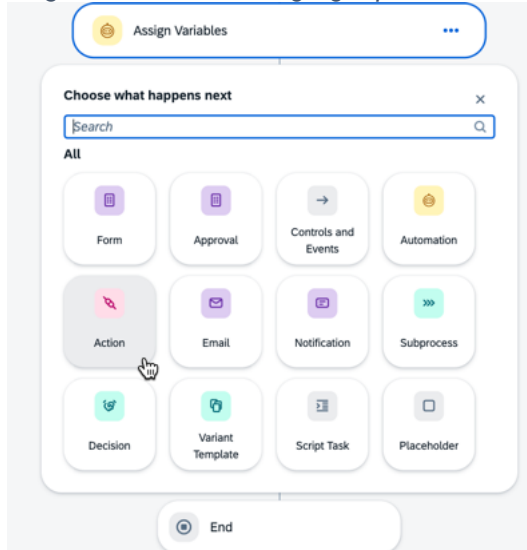 Assign Variables
Choose what happens next
Search
All
Form
Approval
Controls and
Events
Automation
Action
Email
Notification
Subprocess
Decision
Variant
Template
Script Task
Placeholder
End